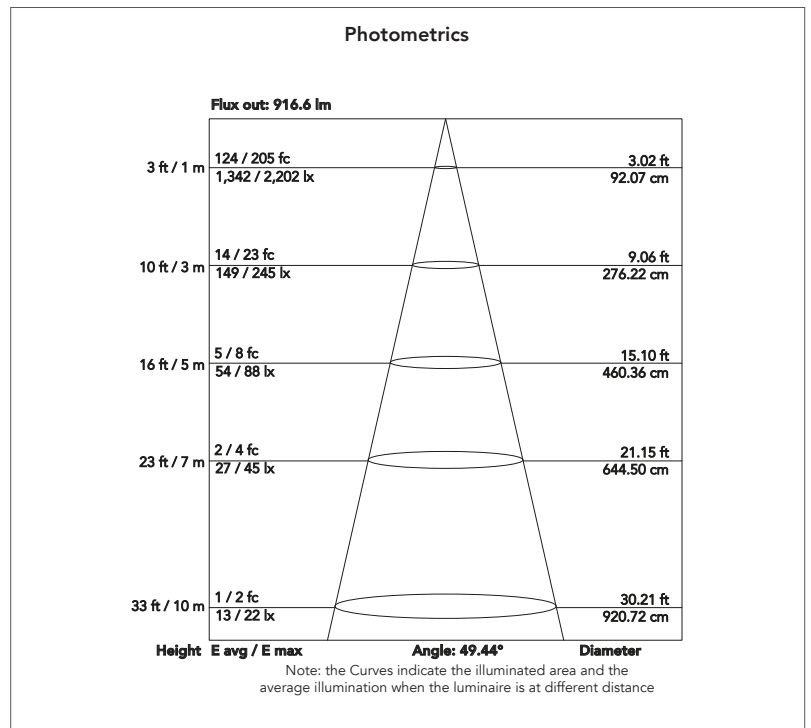 Photometrics
Flux out: 916.6 lm
3 ft / 1 m
124 / 205 fc
1,342 / 2,202 lx
3.02 ft
92.07 cm
10 ft / 3 m
14 / 23 fc
149 / 245 lx
9.06 ft
276.22 cm
16 ft / 5 m
5 / 8 fc
54 / 88 lx
15.10 ft
460.36 cm
23 ft / 7 m
2 / 4 fc
27 / 45 lx
21.15 ft
644.50 cm
33 ft / 10 m
1 / 2 fc
13 / 22 lx
30.21 ft
920.72 cm
Height E avg / E max Angle: 49.44° Diameter
Note: the Curves indicate the illuminated area and the
average illumination when the luminaire is at different distance